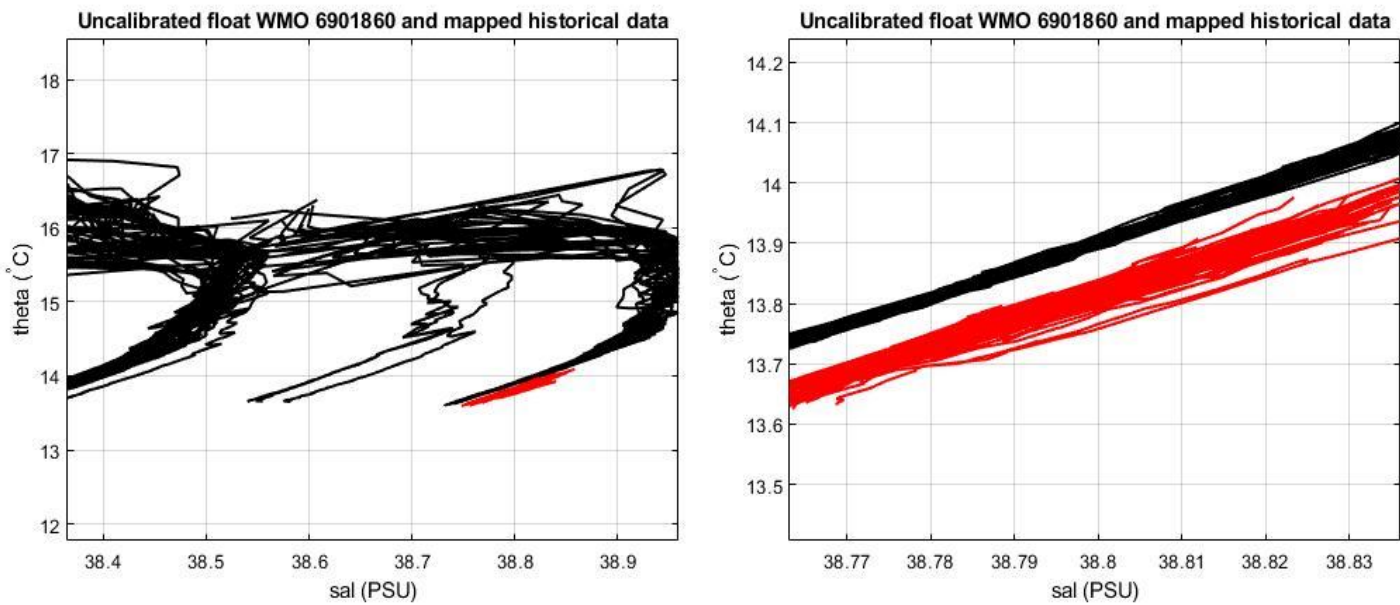 Uncalibrated float WMO 6901860 and mapped historical data
theta (°C)
18
17
16
15
14
13
12
38.4 38.5 38.6 38.7 38.8 38.9
sal (PSU)
Uncalibrated float WMO 6901860 and mapped historical data
theta (°C)
14.2
14.1
14
13.9
13.8
13.7
13.6
13.5
38.77 38.78 38.79 38.8 38.81 38.82 38.83
sal (PSU)